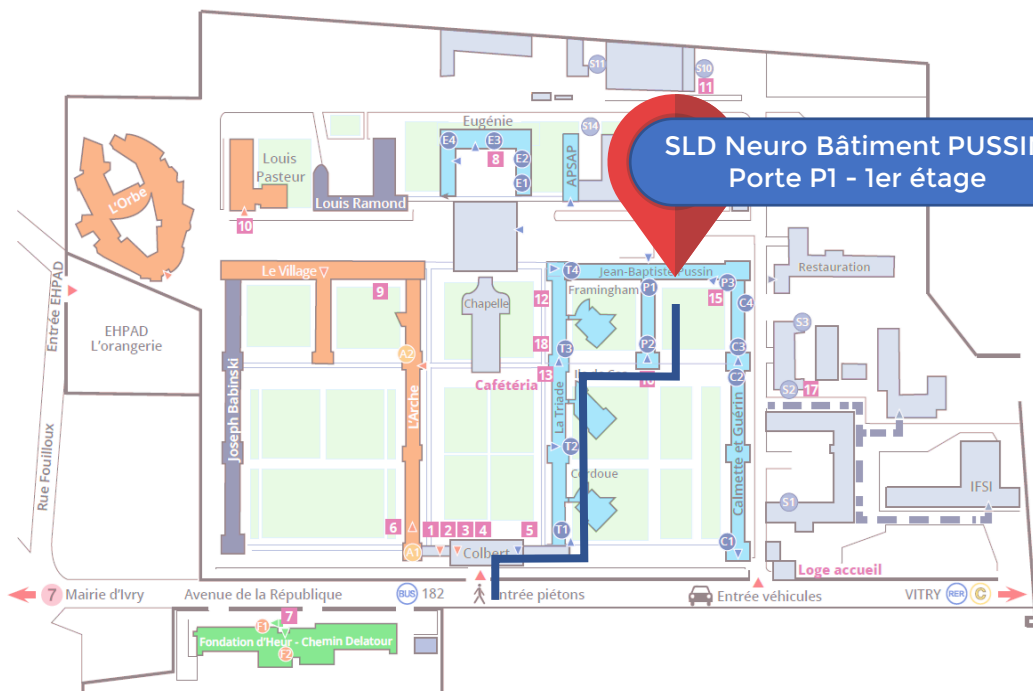 S11
S10
11
Eugénie
E4
E3
8
E2
E1
S14
APSAP
SLD Neuro Bâtiment PUSSIN
Porte P1 - 1er étage
Louis
Pasteur
10
Louis Ramond
L'Orbe
Entrée EHPAD
EHPAD
L'orangerie
Rue Fouilloux
Le Village
9
Joseph Babinski
L'Arche
A2
6
A1
Chapelle
12
18
13
Cafétéria
T4
Jean-Baptiste Pussin
Framingham
P1
15
P3
C4
T3
P2
C3
C2
La Triade
T2
Cordoue
T1
Calmette et Guérin
C1
Restauration
S3
S2
17
S1
IFSI
1
2
3
4
5
Colbert
Loge accueil
7 Mairie d'Ivry
Avenue de la République
BUS 182
Entrée piétons
Entrée véhicules
VITRY RER C
7
F1
Fondation d'Heur - Chemin Delatour
F2